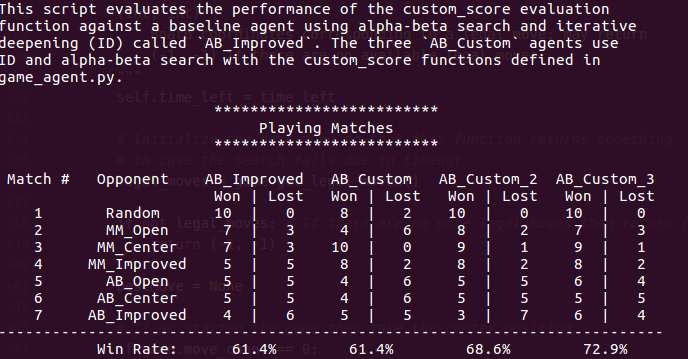 This script evaluates the performance of the custom_score evaluation
function against a baseline agent using alpha-beta search and iterative
deepening (ID) called `AB_Improved`. The three `AB_Custom` agents use
ID and alpha-beta search with the custom_score functions defined in
game_agent.py.
*************************
Playing Matches
*************************
Match # Opponent AB_Improved AB_Custom AB_Custom_2 AB_Custom_3
Won | Lost Won | Lost Won | Lost Won | Lost
1 Random 10 | 0 8 | 2 10 | 0 10 | 0
2 MM_Open 7 | 3 4 | 6 8 | 2 7 | 3
3 MM_Center 7 | 3 10 | 0 9 | 1 9 | 1
4 MM_Improved 5 | 5 8 | 2 8 | 2 8 | 2
5 AB_Open 5 | 5 4 | 6 5 | 5 6 | 4
6 AB_Center 5 | 5 4 | 6 5 | 5 5 | 5
7 AB_Improved 4 | 6 5 | 5 3 | 7 6 | 4
--------------------------------------------------------------------------
Win Rate: 61.4% 61.4% 68.6% 72.9%